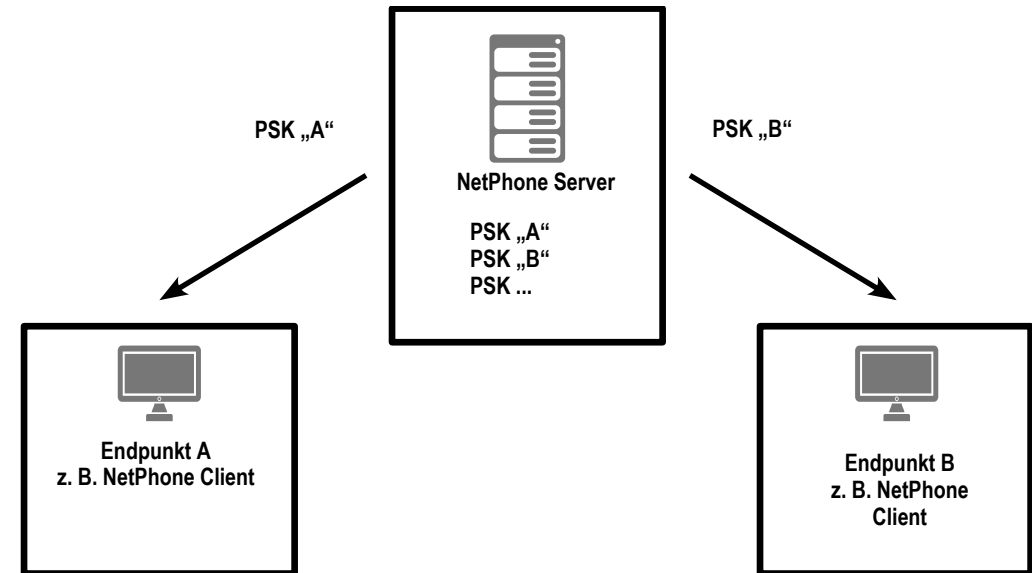 PSK „A“
PSK „B“
NetPhone Server
PSK „A“
PSK „B“
PSK ...
Endpunkt A
z. B. NetPhone Client
Endpunkt B
z. B. NetPhone
Client